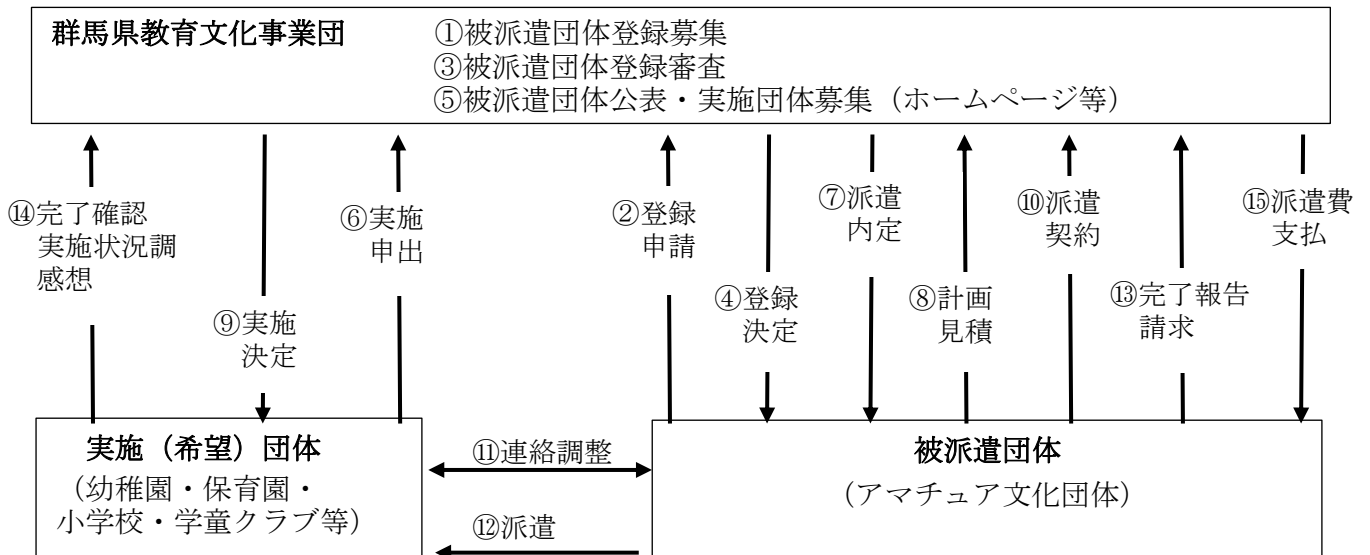 群馬県教育文化事業団
①被派遣団体登録募集
③被派遣団体登録審査
⑤被派遣団体公表・実施団体募集（ホームページ等）
⑭完了確認
実施状況調
感想
⑨実施
決定
⑥実施
申出
②登録
申請
④登録
決定
⑦派遣
内定
⑧計画
見積
⑩派遣
契約
⑬完了報告
請求
⑮派遣費
支払
実施（希望）団体
（幼稚園・保育園・
小学校・学童クラブ等）
⑪連絡調整
⑫派遣
被派遣団体
（アマチュア文化団体）